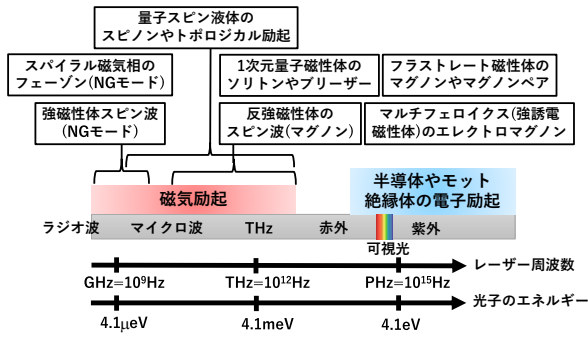 量子スピン液体の
スピノンやトポロジカル励起
スパイラル磁気相の
フェーゾン(NGモード)
1次元量子磁性体の
ソリトンやブリーザー
フラストレート磁性体の
マグノンやマグノンペア
強磁性体スピン波
(NGモード)
反強磁性体の
スピン波(マグノン)
マルチフェロイクス(強誘電
磁性体)のエレクトロマグノン
磁気励起
半導体やモット
絶縁体の電子励起
ラジオ波
マイクロ波
THz
赤外
紫外
可視光
レーザー周波数
GHz=10⁹Hz
THz=10¹²Hz
PHz=10¹⁵Hz
光子のエネルギー
4.1μeV
4.1meV
4.1eV